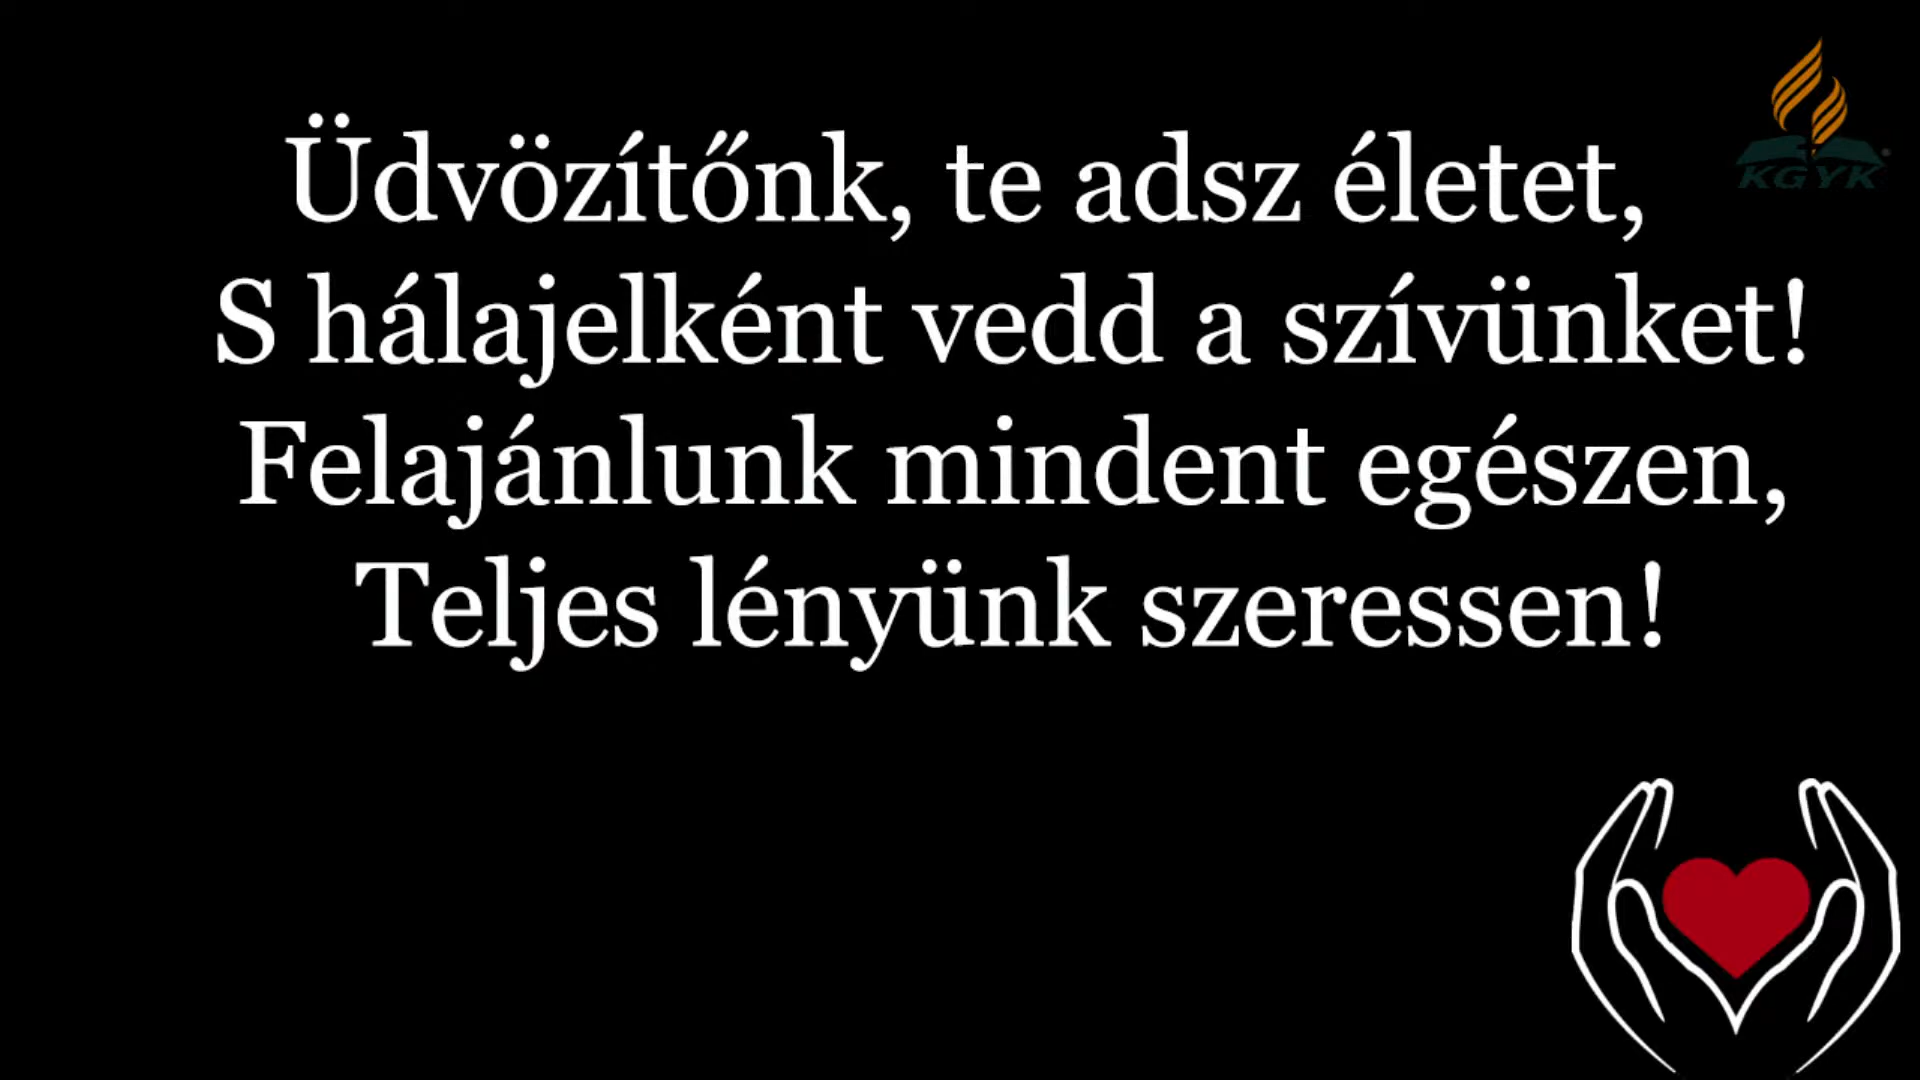 Üdvözítőnk, te adsz életet,
S hálajelként vedd a szívünket!
Felajánlunk mindent egészen,
Teljes lényünk szeressen!
KGYK